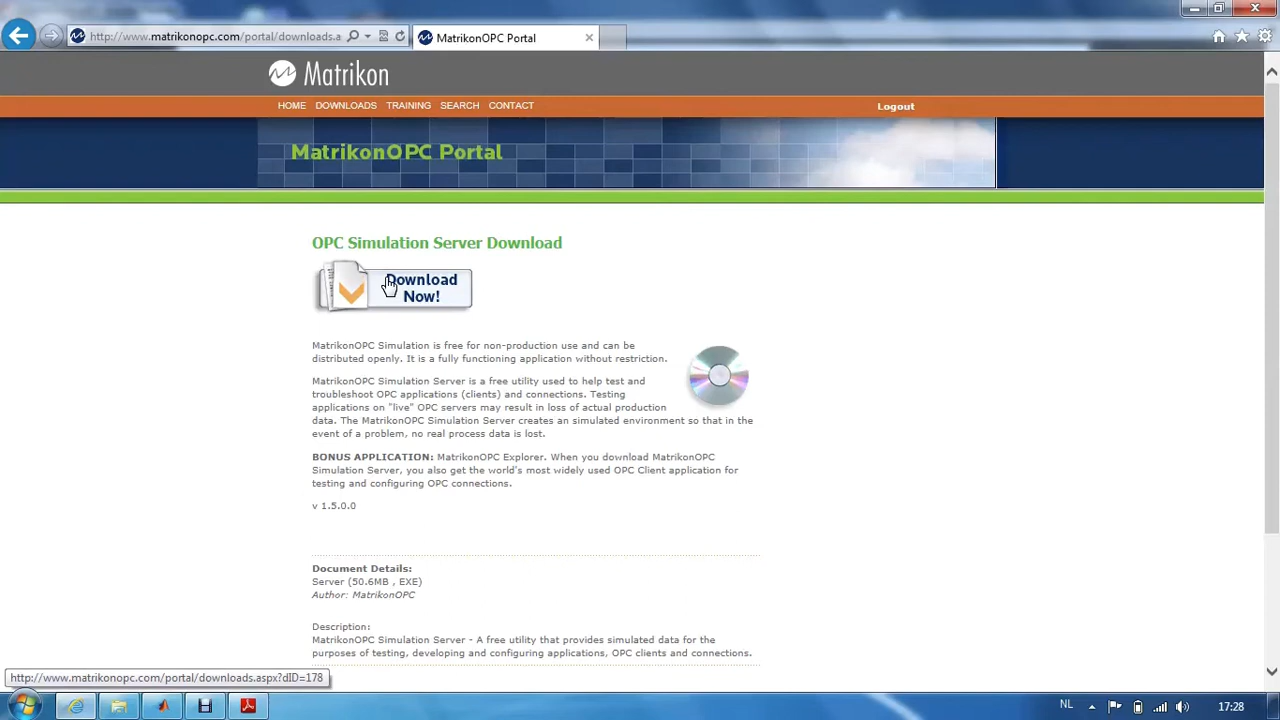 http://www.matrikonopc.com/portal/downloads.a
MatrikonOPC Portal
Matrikon
HOME DOWNLOADS TRAINING SEARCH CONTACT
Logout
MatrikonOPC Portal
OPC Simulation Server Download
Download
Now!
MatrikonOPC Simulation is free for non-production use and can be
distributed openly. It is a fully functioning application without restriction.
MatrikonOPC Simulation Server is a free utility used to help test and
troubleshoot OPC applications (clients) and connections. Testing
applications on "live" OPC servers may result in loss of actual production
data. The MatrikonOPC Simulation Server creates an simulated environment so that in the
event of a problem, no real process data is lost.
BONUS APPLICATION: MatrikonOPC Explorer. When you download MatrikonOPC
Simulation Server, you also get the world's most widely used OPC Client application for
testing and configuring OPC connections.
v 1.5.0.0
Document Details:
Server (50.6MB , EXE)
Author: MatrikonOPC
Description:
MatrikonOPC Simulation Server - A free utility that provides simulated data for the
purposes of testing, developing and configuring applications, OPC clients and connections.
http://www.matrikonopc.com/portal/downloads.aspx?dID=178
NL
17:28